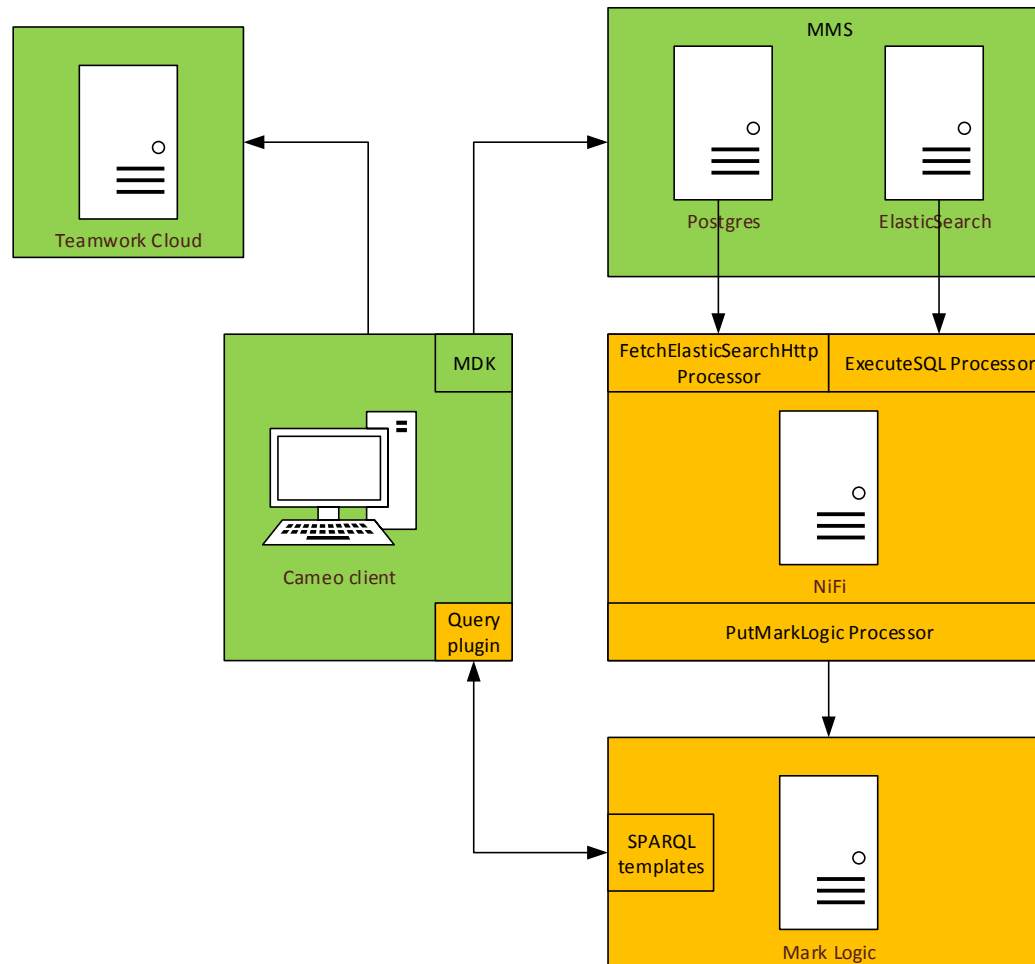 MMS
Teamwork Cloud
Postgres
ElasticSearch
MDK
FetchElasticSearchHttp
Processor
ExecuteSQL Processor
Cameo client
NiFi
Query
plugin
PutMarkLogic Processor
SPARQL
templates
Mark Logic